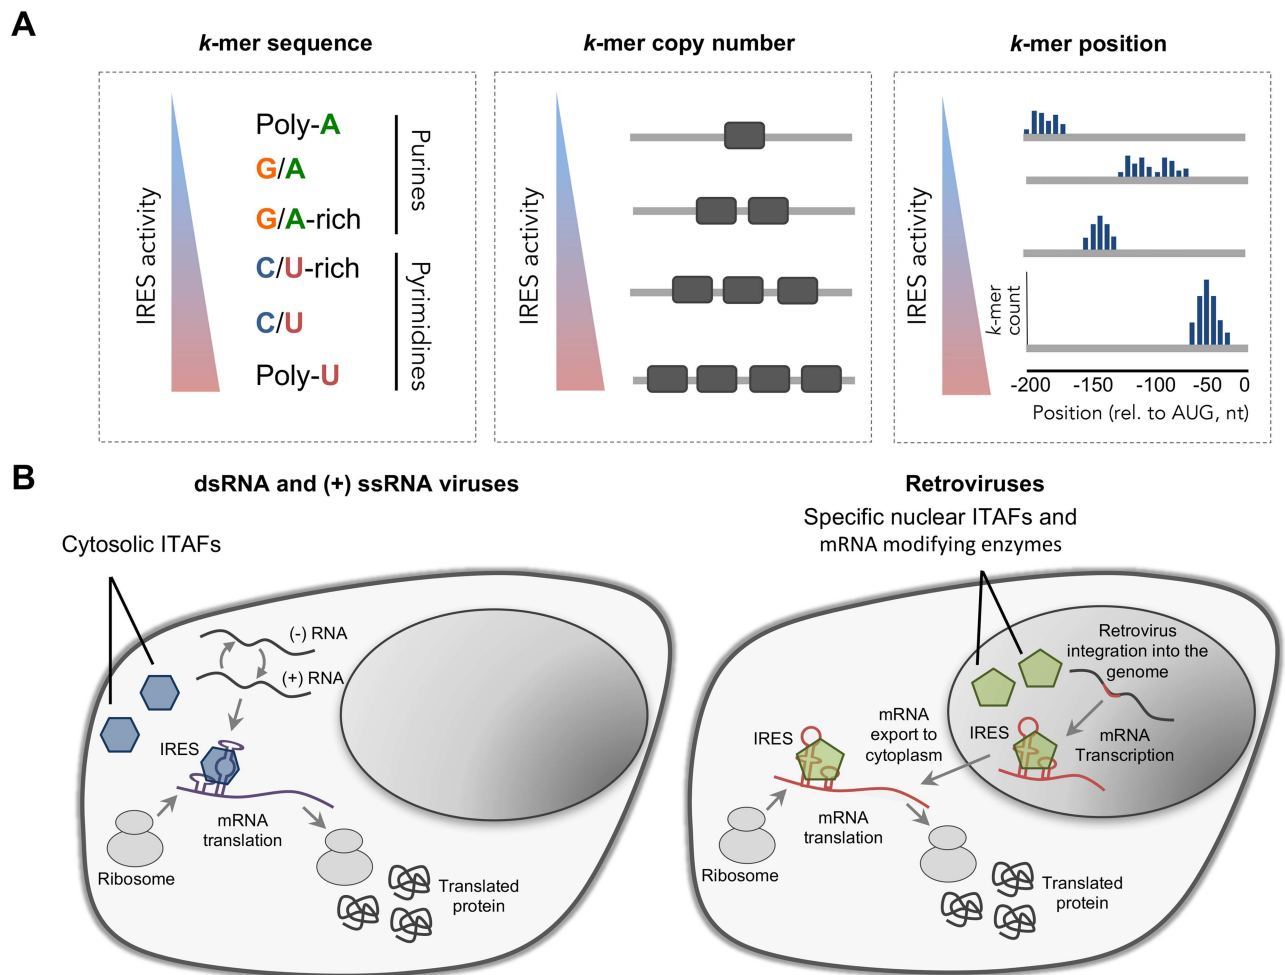 A
k-mer sequence
IRES activity
Poly-A
G/A
G/A-rich
C/U-rich
C/U
Poly-U
Purines
Pyrimidines
k-mer copy number
IRES activity
k-mer position
IRES activity
k-mer
count
-200 -150 -100 -50 0
Position (rel. to AUG, nt)
B
dsRNA and (+) ssRNA viruses
Cytosolic ITAFs
(-) RNA
(+) RNA
IRES
mRNA
translation
Ribosome
Translated
protein
Retroviruses
Specific nuclear ITAFs and
mRNA modifying enzymes
Retrovirus
integration into the
genome
mRNA
Transcription
IRES
mRNA
export to
cytoplasm
IRES
mRNA
translation
Ribosome
Translated
protein